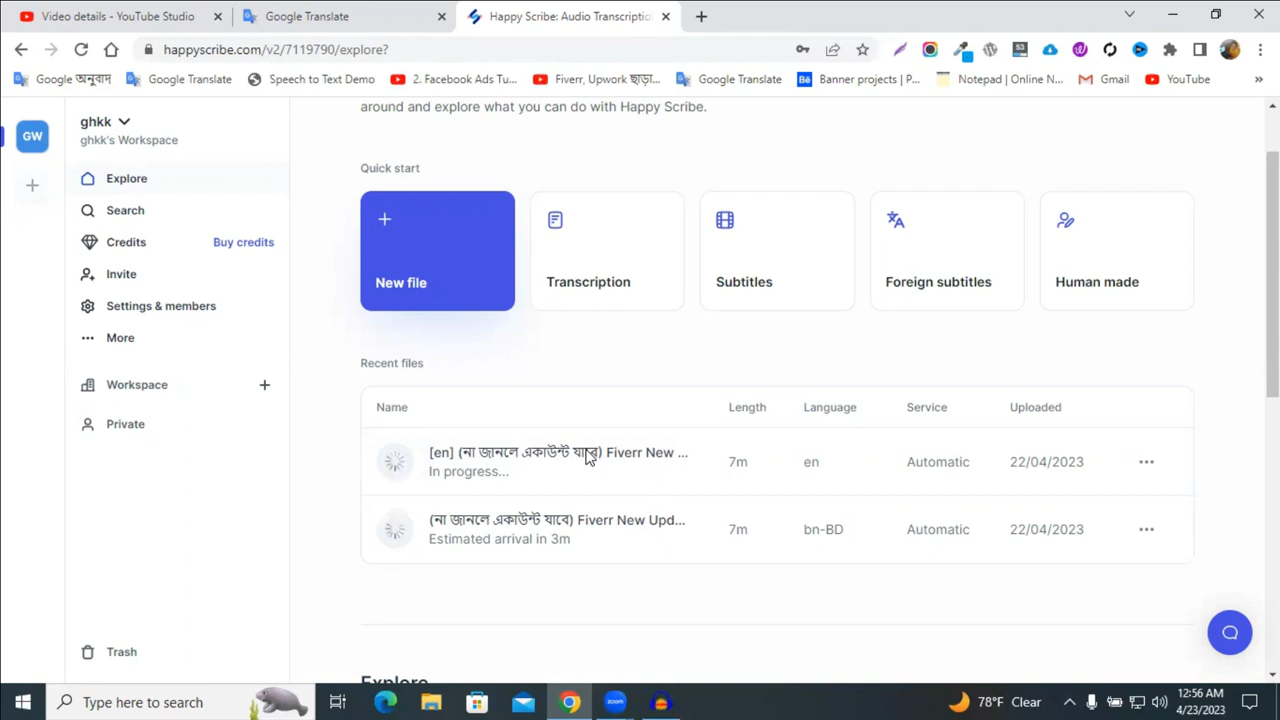 Video details - YouTube Studio
Google Translate
Happy Scribe: Audio Transcriptio
happyscribe.com/v2/7119790/explore?
Google অনুবাদ
Google Translate
Speech to Text Demo
2. Facebook Ads Tu...
Fiverr, Upwork ছাড়া...
Google Translate
Banner projects | P...
Notepad | Online N...
Gmail
YouTube
GW
ghkk
ghkk's Workspace
Explore
Search
Credits
Buy credits
Invite
Settings & members
More
Workspace
Private
Trash
around and explore what you can do with Happy Scribe.
Quick start
New file
Transcription
Subtitles
Foreign subtitles
Human made
Recent files
Name
Length
Language
Service
Uploaded
[en] (না জানলে একাউন্ট যাবে) Fiverr New ...
In progress...
7m
en
Automatic
22/04/2023
(না জানলে একাউন্ট যাবে) Fiverr New Upd...
Estimated arrival in 3m
7m
bn-BD
Automatic
22/04/2023
Explore
Type here to search
zoom
78°F Clear
12:56 AM
4/23/2023